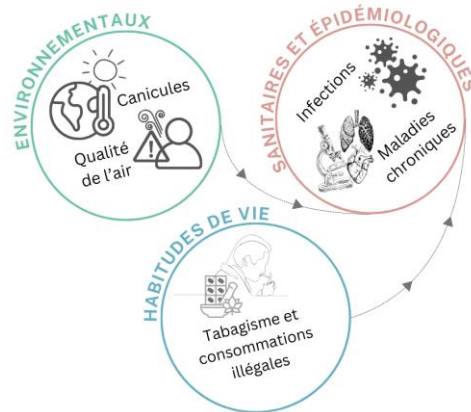 ENVIRONNEMENTAUX
Canicules
Qualité
de l'air
SANITAIRES ET ÉPIDÉMIOLOGIQUES
Infections
Maladies
chroniques
HABITUDES DE VIE
Tabagisme et
consommations
illégales